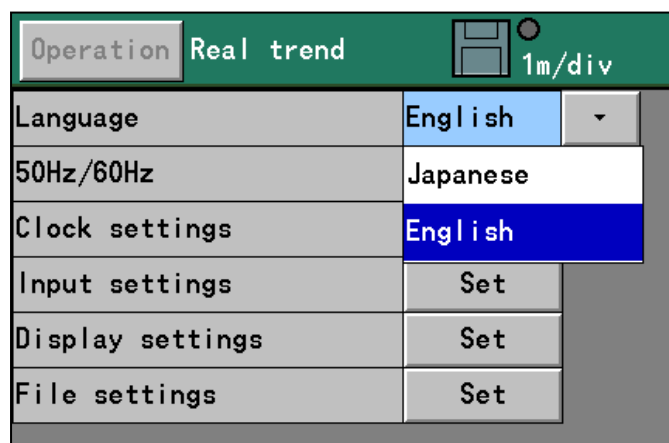 Operation Real trend
1m/div
Language English
50Hz/60Hz Japanese
Clock settings English
Input settings Set
Display settings Set
File settings Set